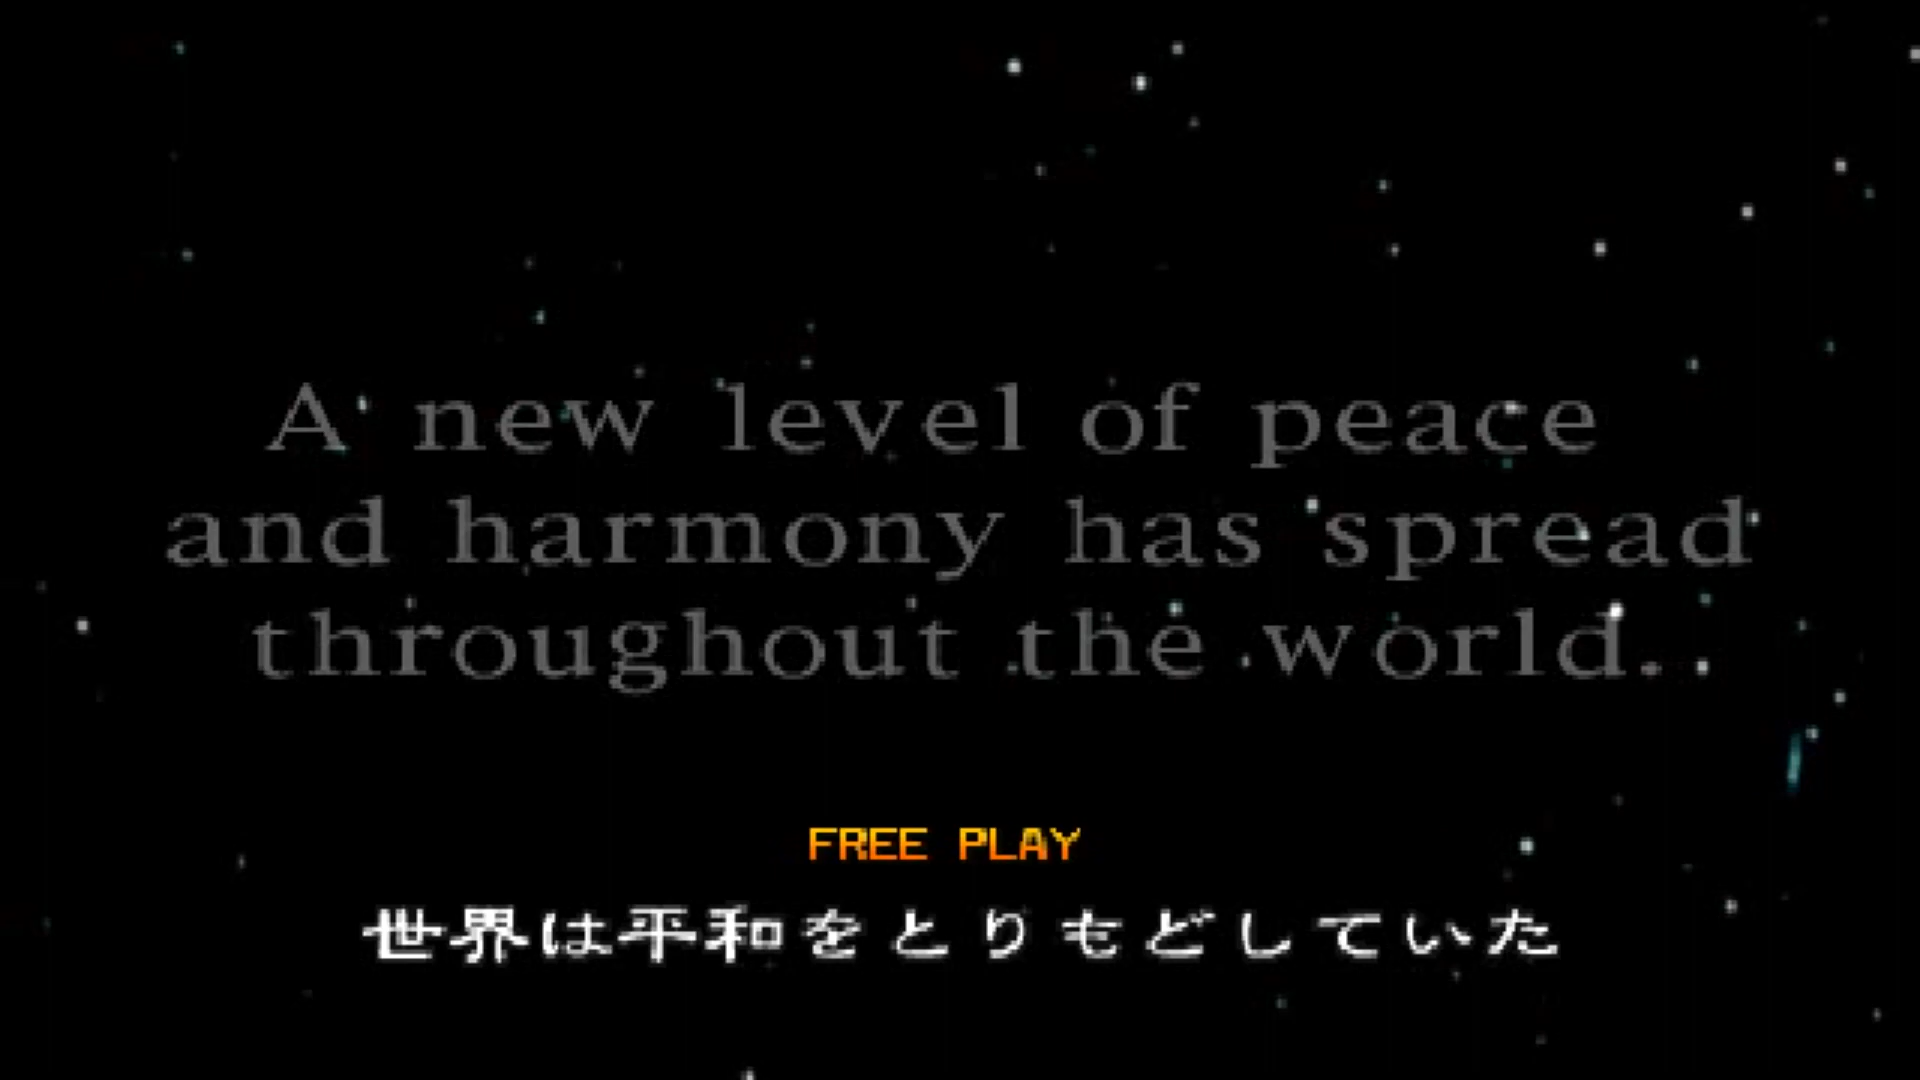 A new level of peace
and harmony has spread
throughout the world.
FREE PLAY
世界は平和をとりもどしていた